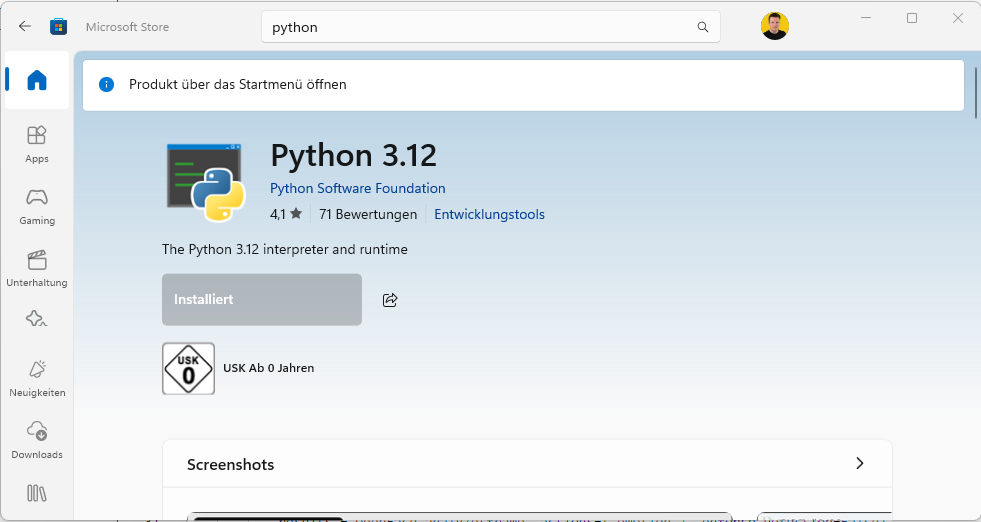 Microsoft Store
python
Produkt über das Startmenü öffnen
Python 3.12
Python Software Foundation
4,1 ★ 71 Bewertungen Entwicklungstools
The Python 3.12 interpreter and runtime
Installiert
USK
0
USK Ab 0 Jahren
Screenshots
Apps
Gaming
Unterhaltung
Neuigkeiten
Downloads